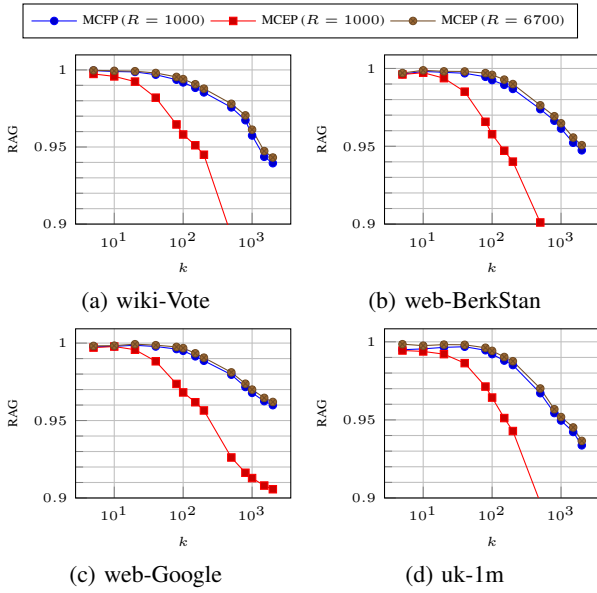 MCFP (R = 1000) MCEP (R = 1000) MCEP (R = 6700)
1 1
0.95 0.95
0.9 0.9
RAG RAG
10^1 10^2 10^3 10^1 10^2 10^3
k k
(a) wiki-Vote (b) web-BerkStan
1 1
0.95 0.95
0.9 0.9
RAG RAG
10^1 10^2 10^3 10^1 10^2 10^3
k k
(c) web-Google (d) uk-1m